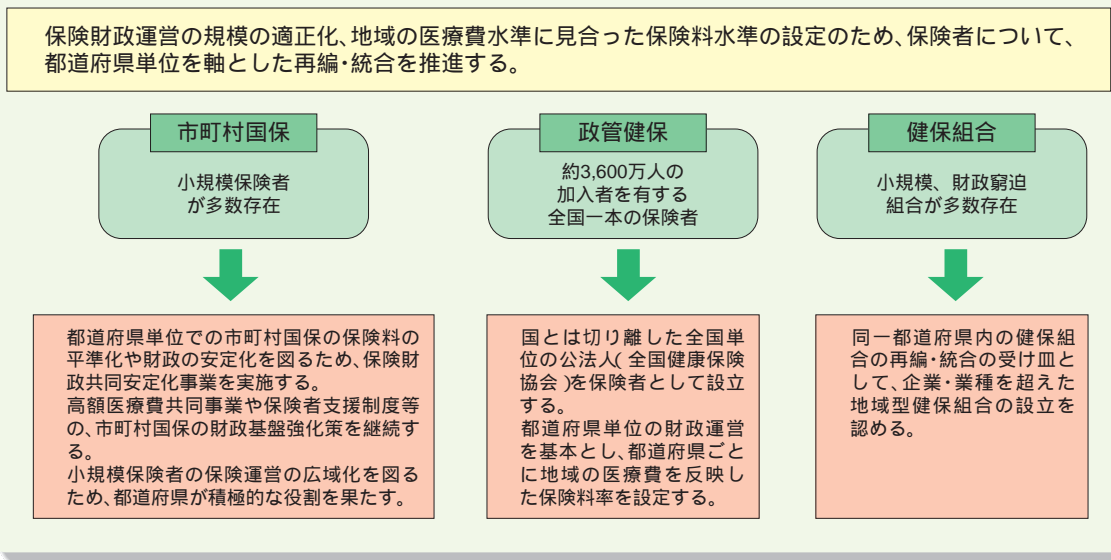 保険財政運営の規模の適正化、地域の医療費水準に見合った保険料水準の設定のため、保険者について、
都道府県単位を軸とした再編・統合を推進する。
市町村国保
小規模保険者
が多数存在
都道府県単位での市町村国保の保険料の
平準化や財政の安定化を図るため、保険財
政共同安定化事業を実施する。
高額医療費共同事業や保険者支援制度等
の、市町村国保の財政基盤強化策を継続す
る。
小規模保険者の保険運営の広域化を図る
ため、都道府県が積極的な役割を果たす。
政管健保
約3,600万人の
加入者を有する
全国一本の保険者
国とは切り離した全国単
位の公法人(全国健康保険
協会)を保険者として設立
する。
都道府県単位の財政運営
を基本とし、都道府県ごと
に地域の医療費を反映し
た保険料率を設定する。
健保組合
小規模、財政窮迫
組合が多数存在
同一都道府県内の健保組
合の再編・統合の受け皿と
して、企業・業種を超えた
地域型健保組合の設立を
認める。